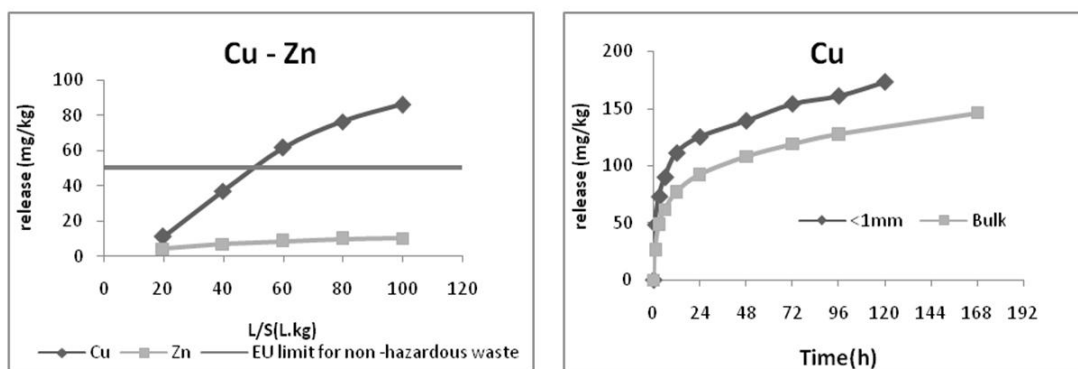 Cu - Zn
release (mg/kg)
100
80
60
40
20
0
0 20 40 60 80 100 120
L/S(L.kg)
Cu Zn EU limit for non -hazardous waste
Cu
release (mg/kg)
200
150
100
50
0
<1mm Bulk
0 24 48 72 96 120 144 168 192
Time(h)